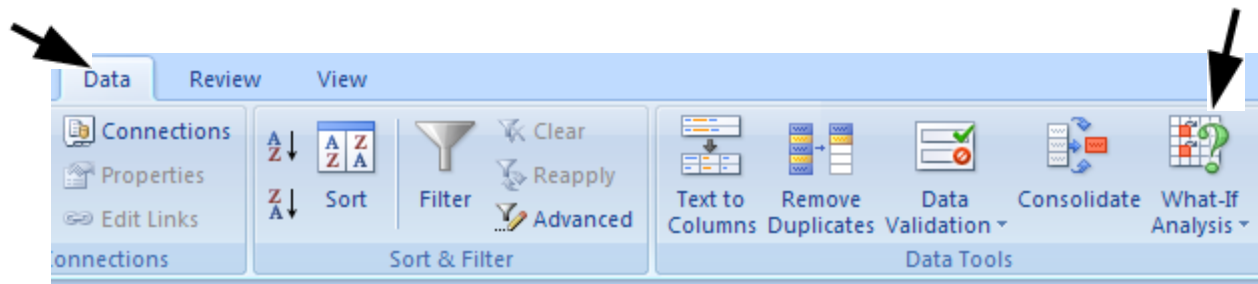 Data Review View
Connections
Properties
Edit Links
onnections
A
Z
Z
A
A Z
Z A
Sort
Filter
Clear
Reapply
Advanced
Sort & Filter
Text to
Columns
Remove
Duplicates
Data
Validation
Consolidate
What-If
Analysis
Data Tools